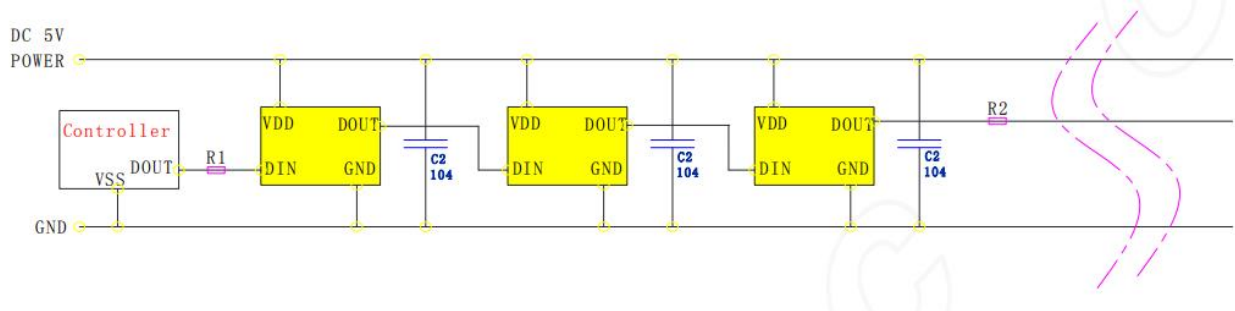 DC 5V
POWER
Controller
DOUT
VSS
R1
VDD
DOUT
DIN
GND
C2
104
VDD
DOUT
DIN
GND
C2
104
VDD
DOUT
DIN
GND
C2
104
R2
GND